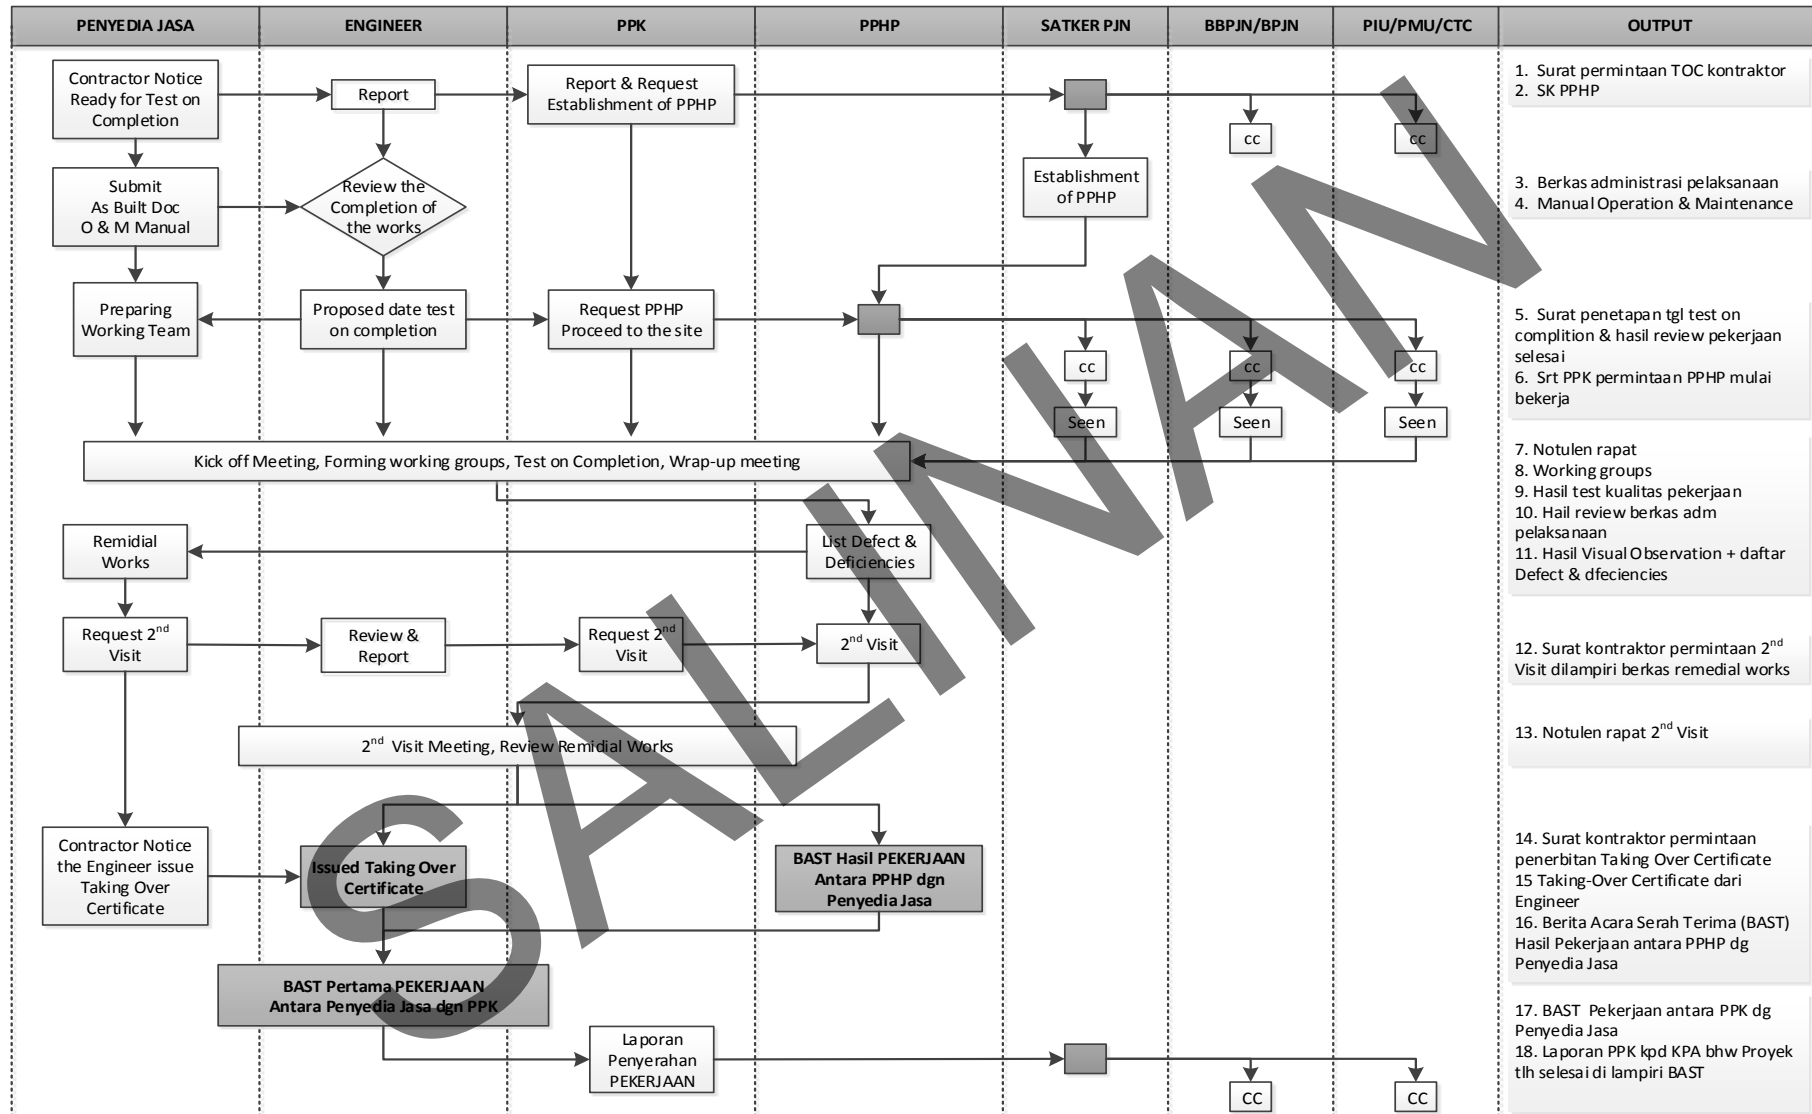 PENYEDIA JASA
ENGINEER
PPK
PPHP
SATKER PJN
BBPJN/BPJN
PIU/PMU/CTC
OUTPUT
Contractor Notice
Ready for Test on
Completion
Report
Report & Request
Establishment of PPHP
cc
cc
1. Surat permintaan TOC kontraktor
2. SK PPHP
Submit
As Built Doc
O & M Manual
Review the
Completion of
the works
Establishment
of PPHP
3. Berkas administrasi pelaksanaan
4. Manual Operation & Maintenance
Preparing
Working Team
Proposed date test
on completion
Request PPHP
Proceed to the site
cc
cc
cc
Seen
Seen
Seen
5. Surat penetapan tgl test on
complition & hasil review pekerjaan
selesai
6. Srt PPK permintaan PPHP mulai
bekerja
Kick off Meeting, Forming working groups, Test on Completion, Wrap-up meeting
7. Notulen rapat
8. Working groups
9. Hasil test kualitas pekerjaan
10. Hail review berkas adm
pelaksanaan
11. Hasil Visual Observation + daftar
Defect & dfeciencies
Remidial
Works
List Defect &
Deficiencies
Request 2nd
Visit
Review &
Report
Request 2nd
Visit
2nd Visit
12. Surat kontraktor permintaan 2nd
Visit dilampiri berkas remedial works
2nd Visit Meeting, Review Remidial Works
13. Notulen rapat 2nd Visit
Contractor Notice
the Engineer issue
Taking Over
Certificate
Issued Taking Over
Certificate
BAST Hasil PEKERJAAN
Antara PPHP dgn
Penyedia Jasa
14. Surat kontraktor permintaan
penerbitan Taking Over Certificate
15 Taking-Over Certificate dari
Engineer
16. Berita Acara Serah Terima (BAST)
Hasil Pekerjaan antara PPHP dg
Penyedia Jasa
BAST Pertama PEKERJAAN
Antara Penyedia Jasa dgn PPK
Laporan
Penyerahan
PEKERJAAN
cc
cc
17. BAST Pekerjaan antara PPK dg
Penyedia Jasa
18. Laporan PPK kpd KPA bhw Proyek
tlh selesai di lampiri BAST
SALINAN